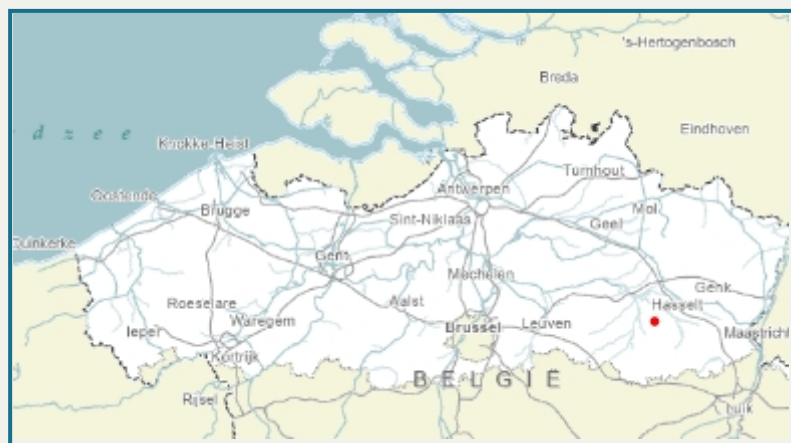 's-Hertogenbosch
Breda
Eindhoven
d z e e
Knokke-Heist
Turnhout
Antwerpen
Oostende
Mol
Brugge
Sint-Niklaas
Geel
Duinkerke
Gent
Mechelen
Genk
Roeselare
Aalst
Hasselt
Waregem
Ieper
Brussel
Leuven
Maastricht
Kortrijk
BELGIË
Rijsel
Luik